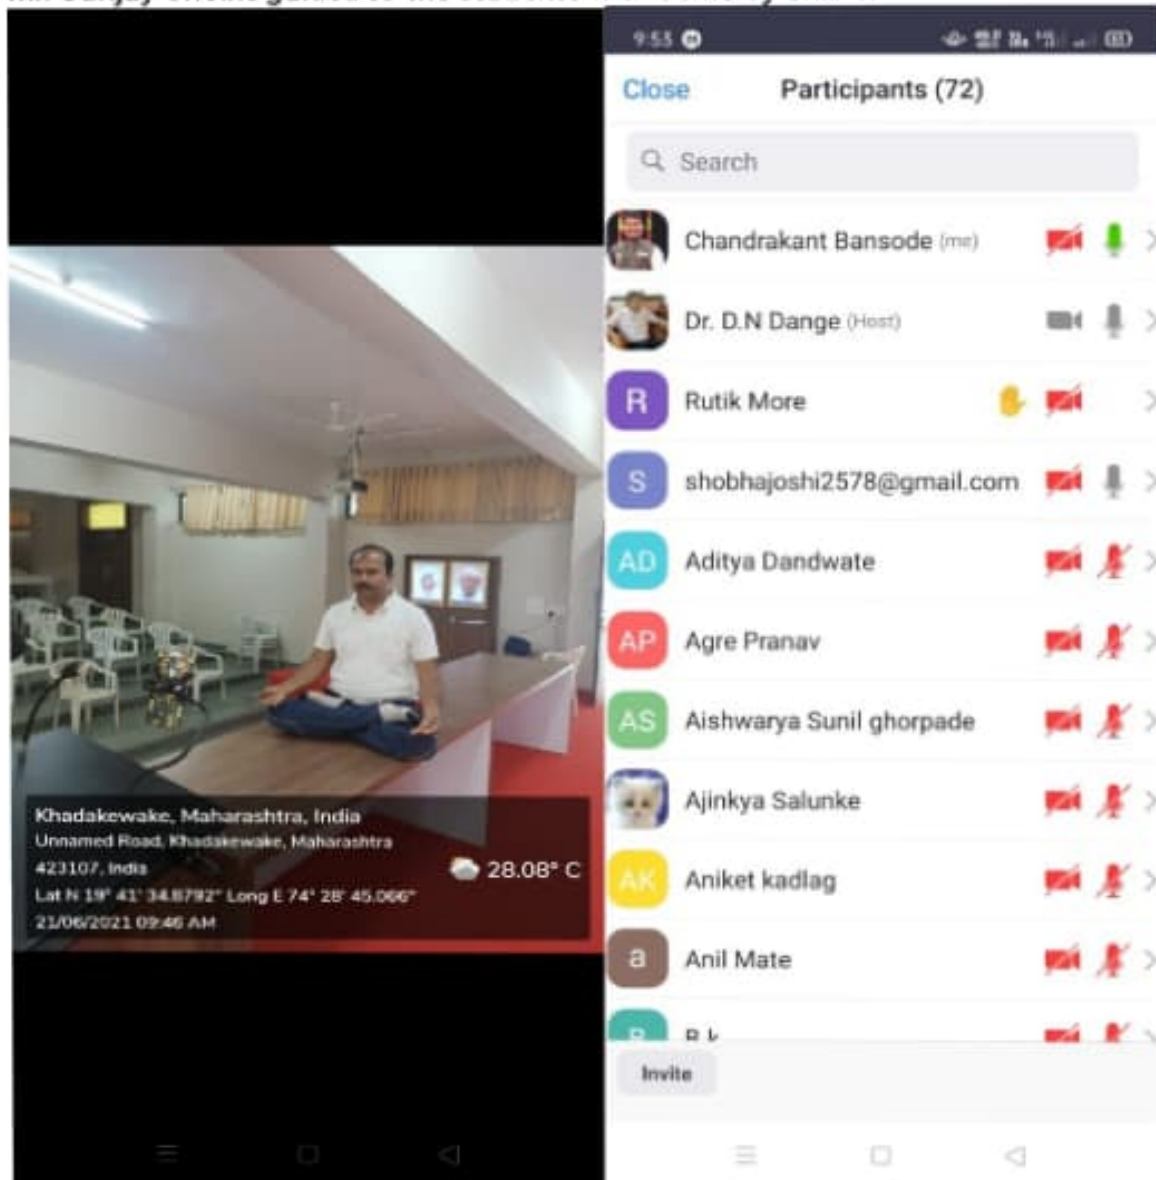 9:53
Close
Participants (72)
Search
Chandrakant Bansode (me)
Dr. D.N Dange (Host)
R
Rutik More
S
shobhajoshi2578@gmail.com
AD
Aditya Dandwate
AP
Agre Pranav
AS
Aishwarya Sunil ghorpade
Ajinkya Salunke
AK
Aniket kadlag
a
Anil Mate
Invite
Khadakewake, Maharashtra, India
Unnamed Road, Khadakewake, Maharashtra
423107, India
28.08° C
Lat N 19° 41' 34.8792" Long E 74° 28' 45.066"
21/06/2021 09:46 AM